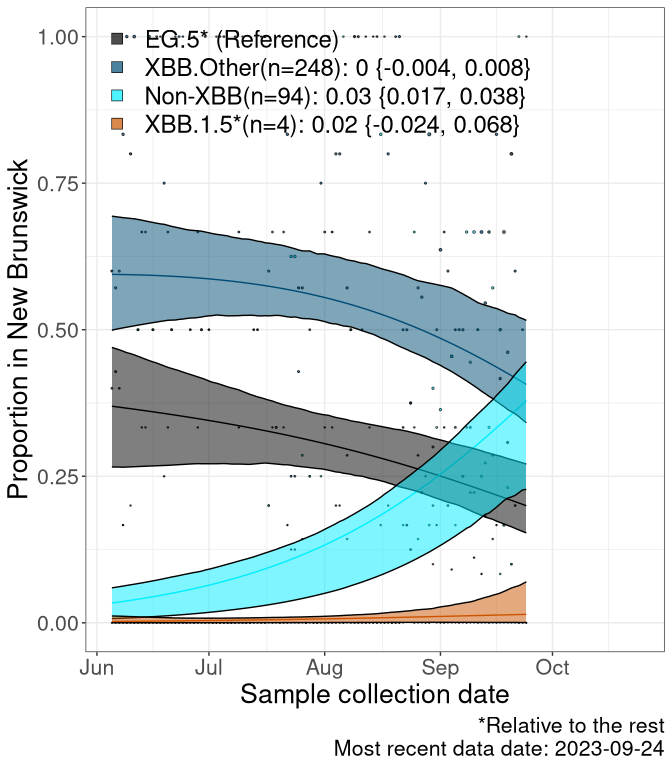 1.00
0.75
0.50
0.25
0.00
Proportion in New Brunswick
EG.5* (Reference)
XBB.Other(n=248): 0 {-0.004, 0.008}
Non-XBB(n=94): 0.03 {0.017, 0.038}
XBB.1.5*(n=4): 0.02 {-0.024, 0.068}
Jun Jul Aug Sep Oct
Sample collection date
*Relative to the rest
Most recent data date: 2023-09-24